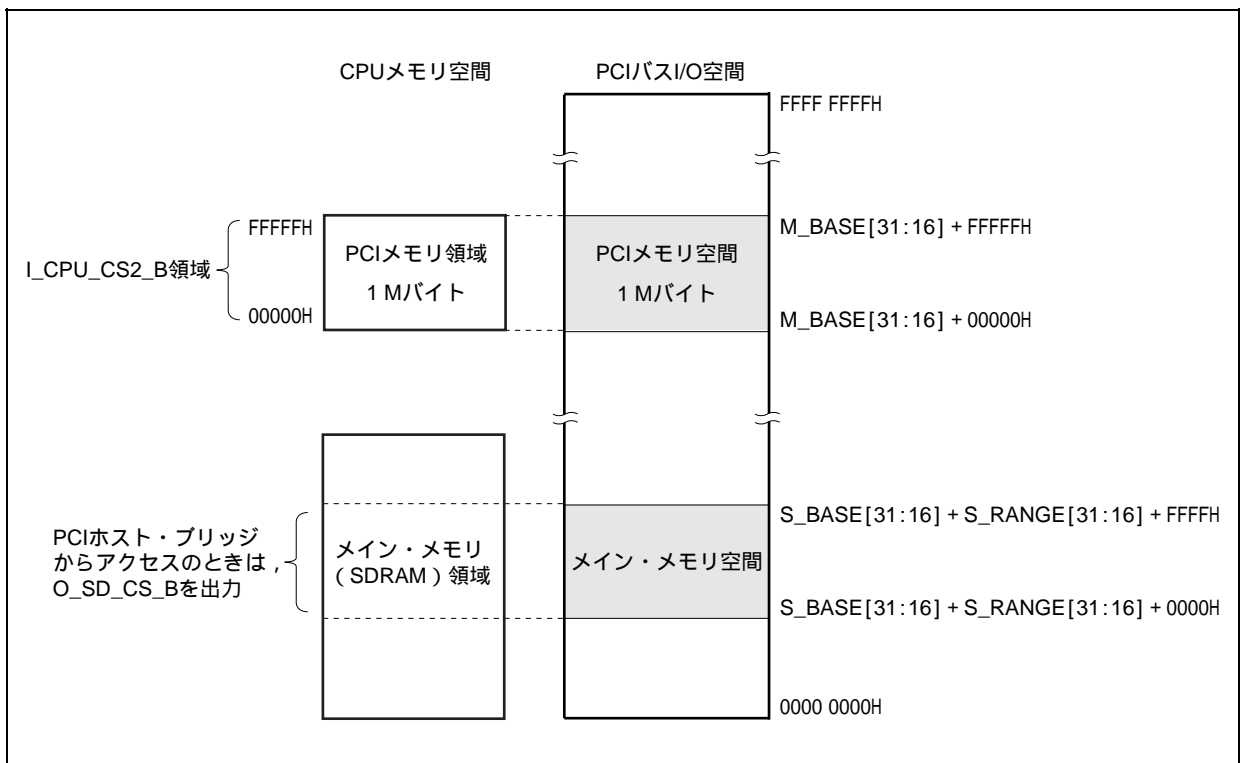 CPUメモリ空間
PCIバスI/O空間
FFFF FFFFH
I_CPU_CS2_B領域
FFFFFH
00000H
PCIメモリ領域
1 Mバイト
PCIメモリ空間
1 Mバイト
M_BASE[31:16] + FFFFFH
M_BASE[31:16] + 00000H
PCIホスト・ブリッジ
からアクセスのときは,
O_SD_CS_Bを出力
メイン・メモリ
(SDRAM)領域
メイン・メモリ空間
S_BASE[31:16] + S_RANGE[31:16] + FFFFH
S_BASE[31:16] + S_RANGE[31:16] + 0000H
0000 0000H